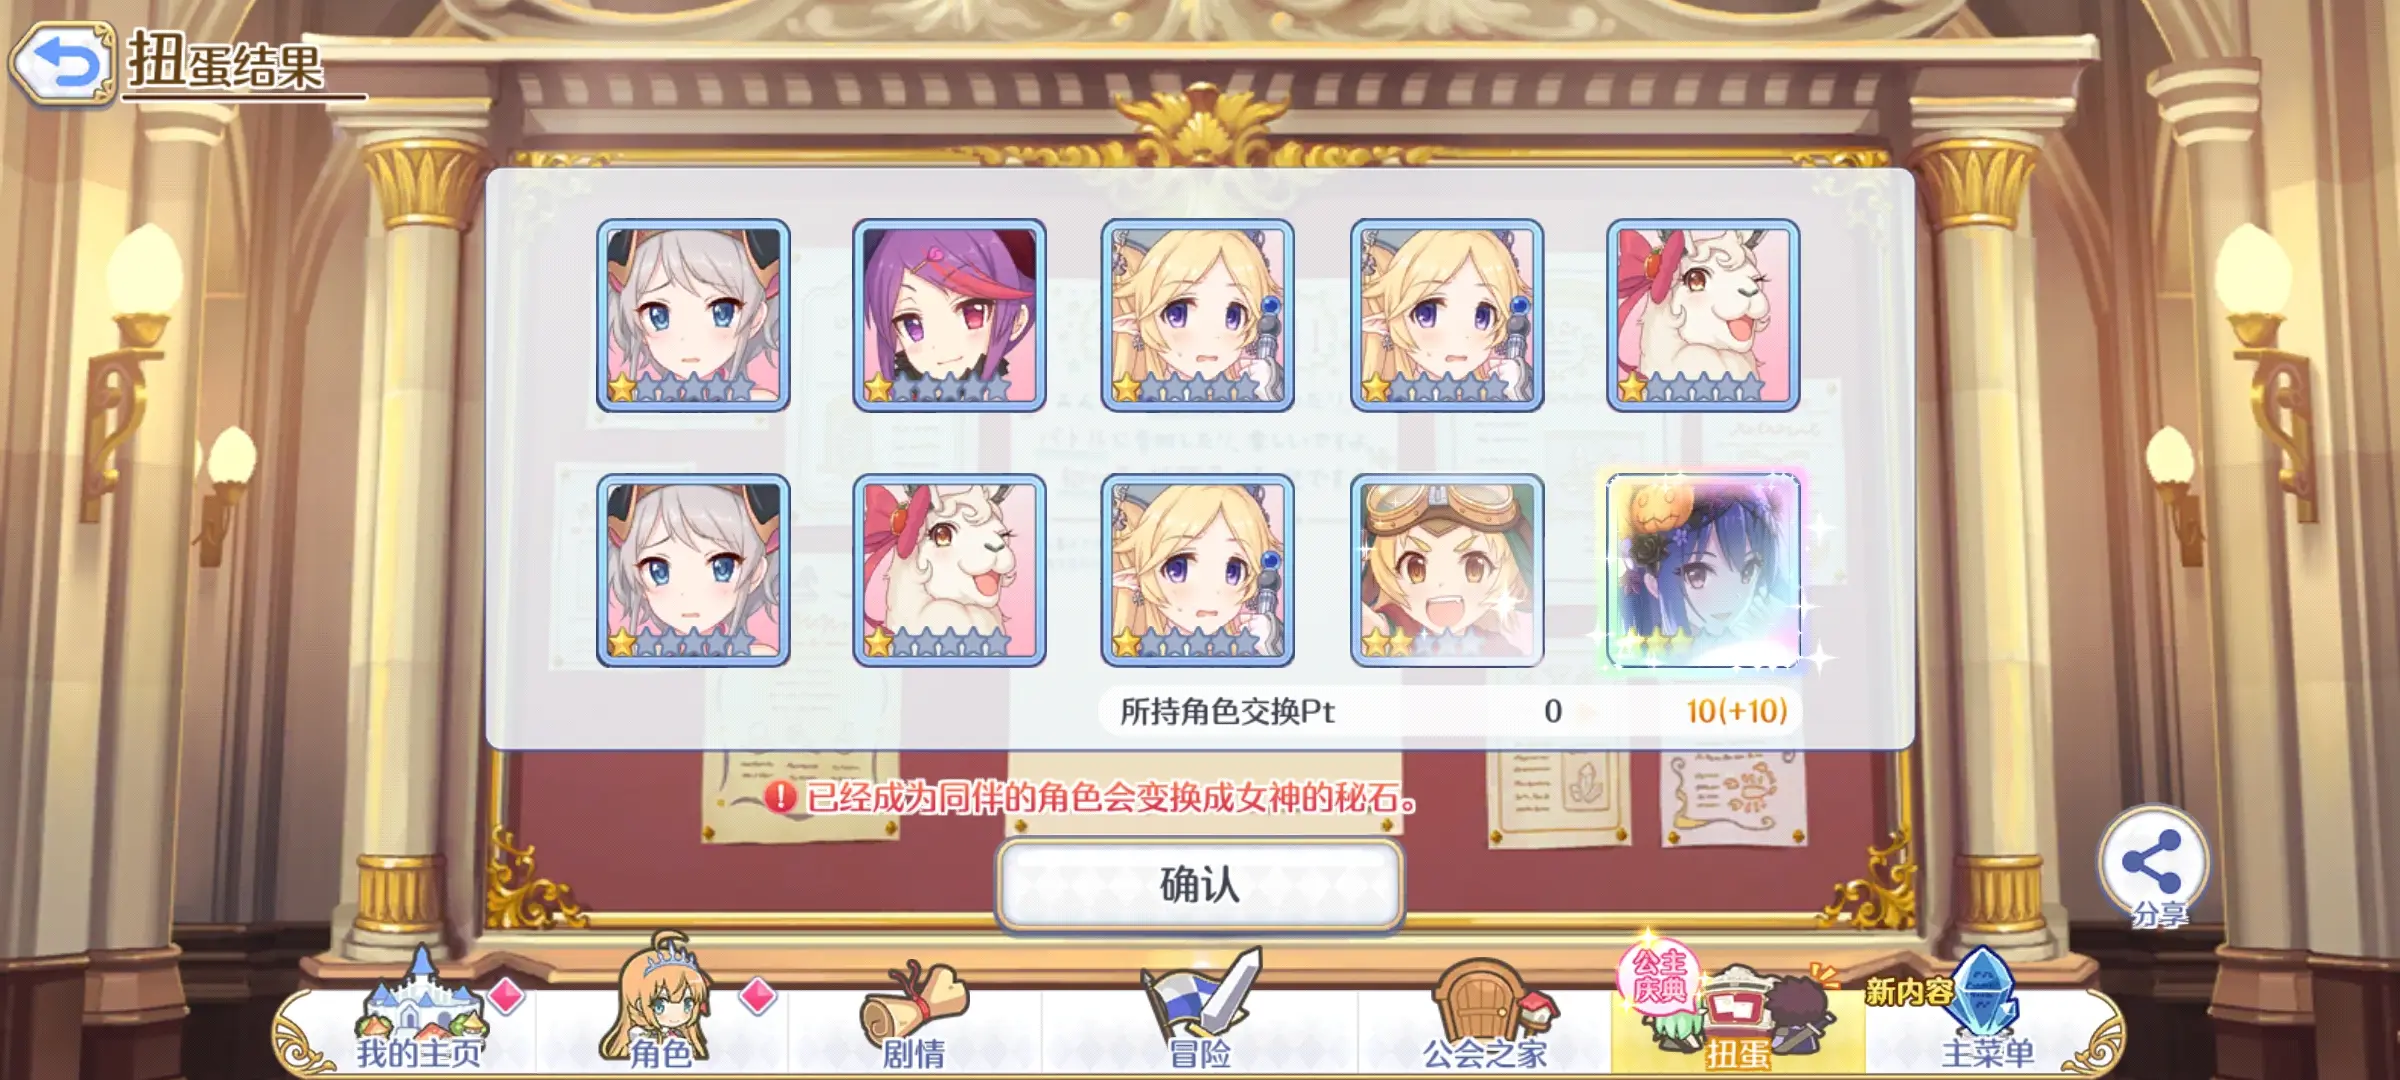 扭蛋结果
所持角色交换Pt 0 10(+10)
已经成为同伴的角色会变换成女神的秘石。
确认
分享
公主
庆典
新内容
我的主页
角色
剧情
冒险
公会之家
扭蛋
主菜单